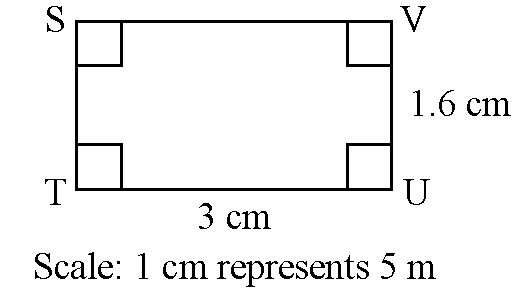 S V
1.6 cm
T U
3 cm
Scale: 1 cm represents 5 m